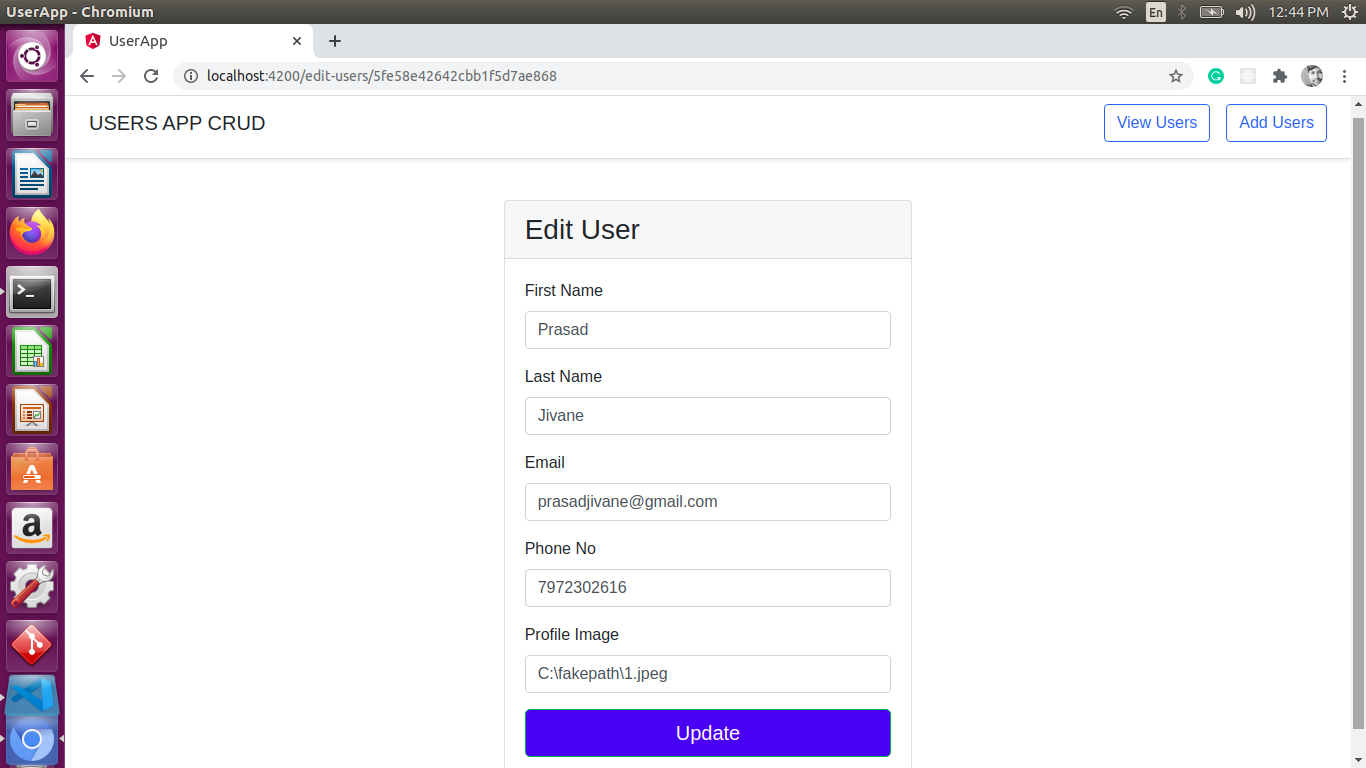 UserApp - Chromium
En
12:44 PM
UserApp
localhost:4200/edit-users/5fe58e42642cbb1f5d7ae868
USERS APP CRUD
View Users
Add Users
Edit User
First Name
Prasad
Last Name
Jivane
Email
prasadjivane@gmail.com
Phone No
7972302616
Profile Image
C:\fakepath\1.jpeg
Update